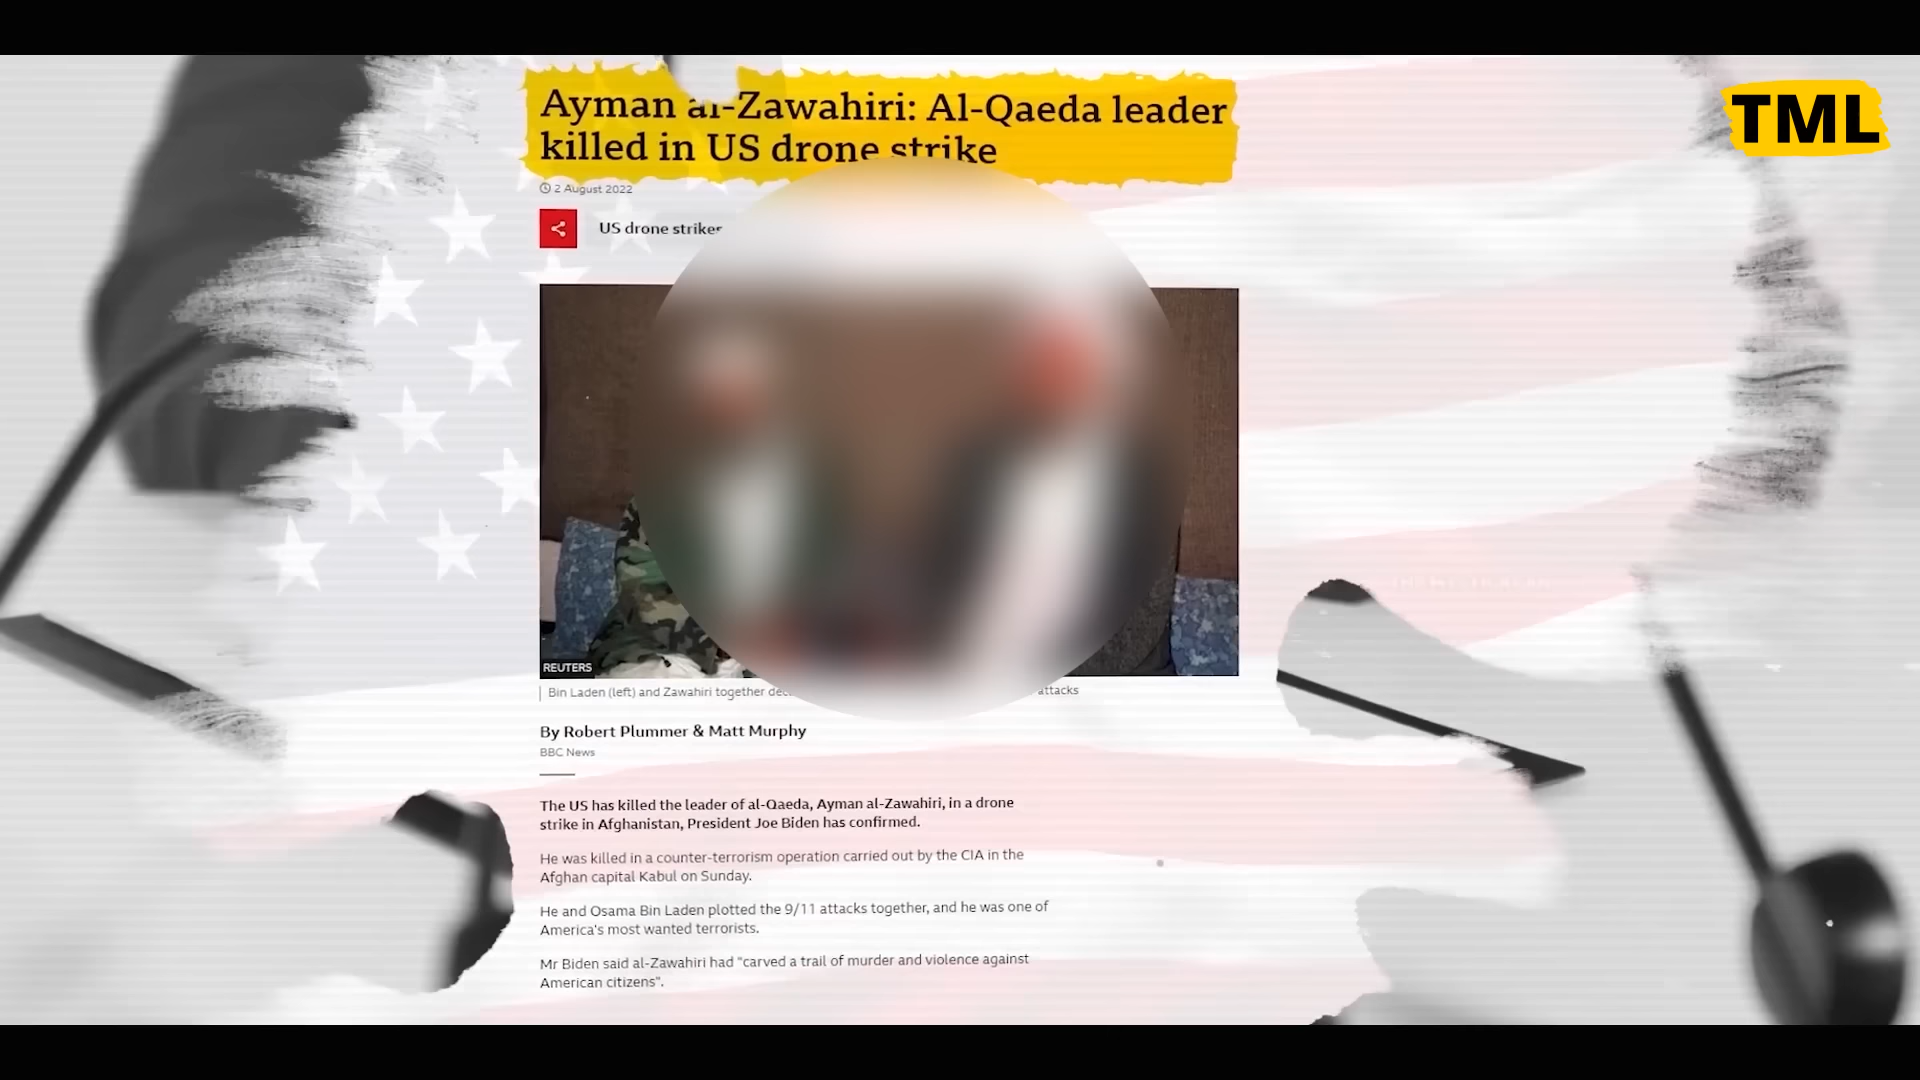 TML
Ayman al-Zawahiri: Al-Qaeda leader
killed in US drone strike
2 August 2022
US drone strikes
REUTERS
Bin Laden (left) and Zawahiri together
attacks
By Robert Plummer & Matt Murphy
BBC News
The US has killed the leader of al-Qaeda, Ayman al-Zawahiri, in a drone
strike in Afghanistan, President Joe Biden has confirmed.
He was killed in a counter-terrorism operation carried out by the CIA in the
Afghan capital Kabul on Sunday.
He and Osama Bin Laden plotted the 9/11 attacks together, and he was one of
America's most wanted terrorists.
Mr Biden said al-Zawahiri had "carved a trail of murder and violence against
American citizens".